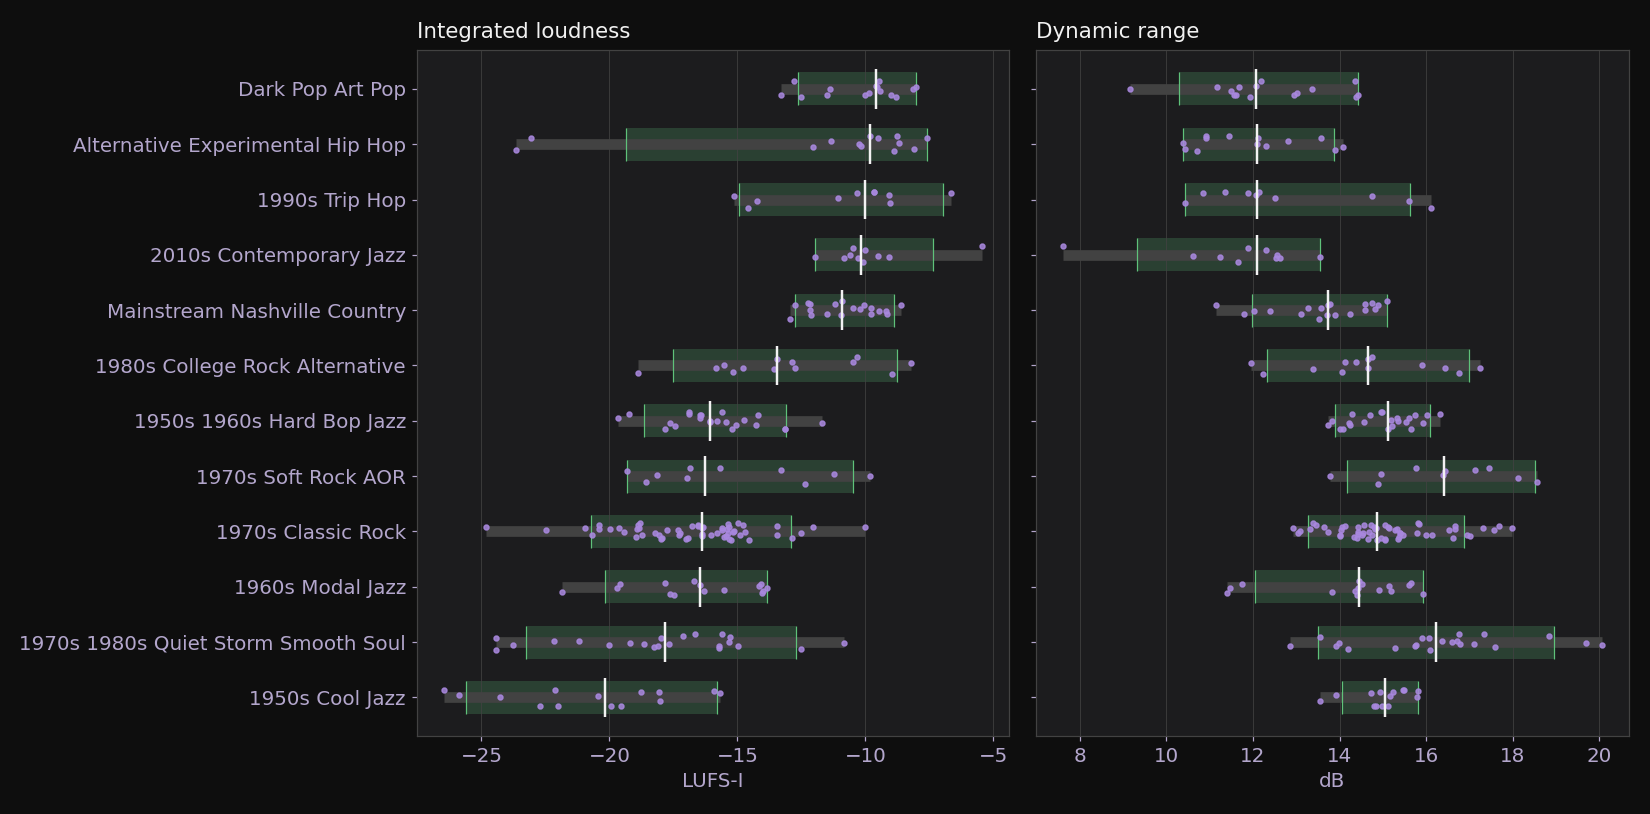 Integrated loudness
Dynamic range
Dark Pop Art Pop
Alternative Experimental Hip Hop
1990s Trip Hop
2010s Contemporary Jazz
Mainstream Nashville Country
1980s College Rock Alternative
1950s 1960s Hard Bop Jazz
1970s Soft Rock AOR
1970s Classic Rock
1960s Modal Jazz
1970s 1980s Quiet Storm Smooth Soul
1950s Cool Jazz
−25 −20 −15 −10 −5
LUFS-I
8 10 12 14 16 18 20
dB